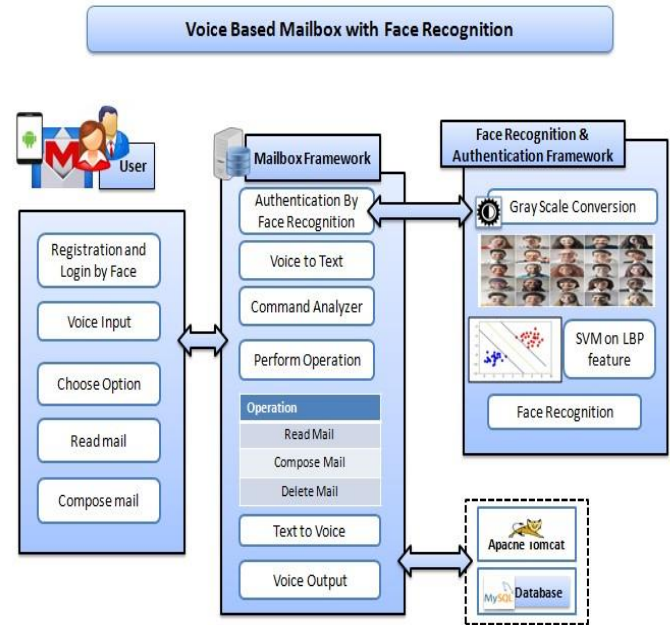 Voice Based Mailbox with Face Recognition
User
Registration and
Login by Face
Voice Input
Choose Option
Read mail
Compose mail
Mailbox Framework
Authentication By
Face Recognition
Voice to Text
Command Analyzer
Perform Operation
Operation
Read Mail
Compose Mail
Delete Mail
Text to Voice
Voice Output
Face Recognition &
Authentication Framework
Gray Scale Conversion
SVM on LBP
feature
Face Recognition
Apache Tomcat
MySQL Database